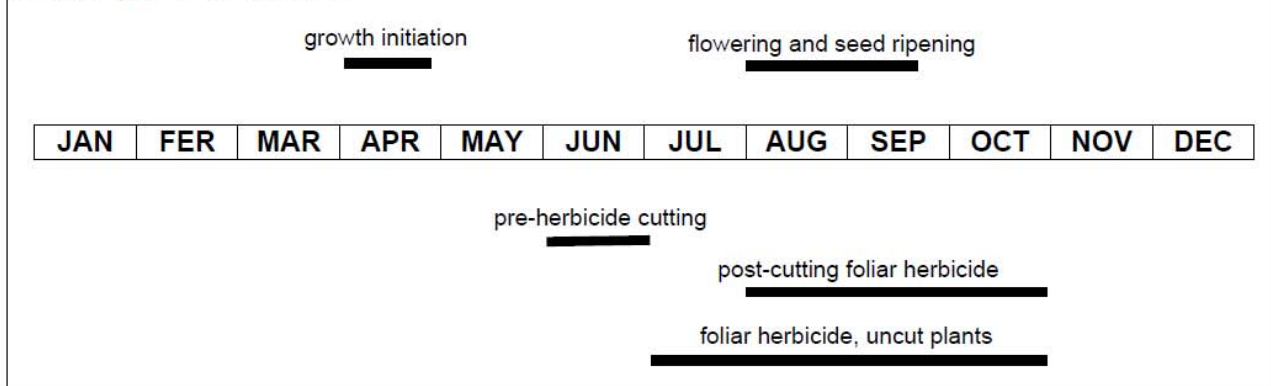 growth initiation
flowering and seed ripening
JAN FER MAR APR MAY JUN JUL AUG SEP OCT NOV DEC
pre-herbicide cutting
post-cutting foliar herbicide
foliar herbicide, uncut plants